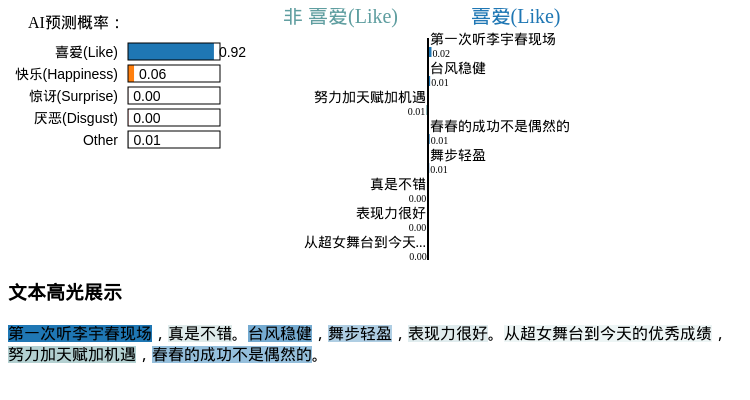 AI预测概率：
喜爱(Like) 0.92
快乐(Happiness) 0.06
惊讶(Surprise) 0.00
厌恶(Disgust) 0.00
Other 0.01
非 喜爱(Like) 喜爱(Like)
第一次听李宇春现场
0.02
台风稳健
0.01
努力加天赋加机遇
0.01
春春的成功不是偶然的
0.01
舞步轻盈
0.01
真是不错
0.00
表现力很好
0.00
从超女舞台到今天...
0.00
文本高光展示
第一次听李宇春现场，真是不错。台风稳健，舞步轻盈，表现力很好。从超女舞台到今天的优秀成绩，
努力加天赋加机遇，春春的成功不是偶然的。